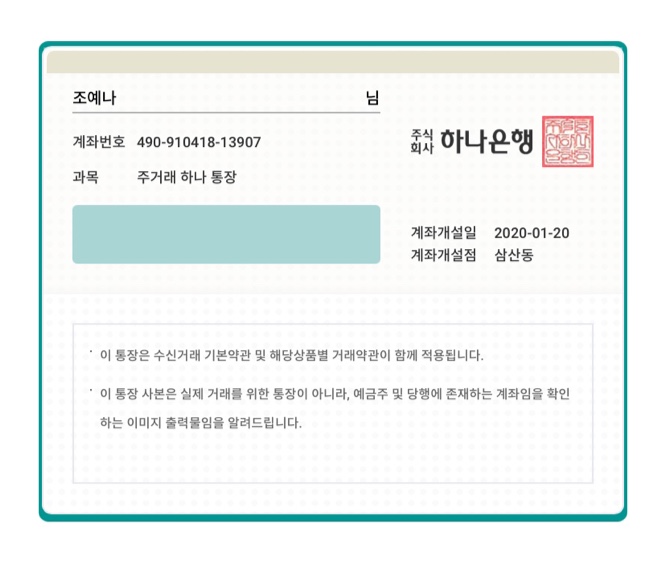 조예나 님
계좌번호 490-910418-13907
과목 주거래 하나 통장
주식
회사 하나은행
계좌개설일 2020-01-20
계좌개설점 삼산동
· 이 통장은 수신거래 기본약관 및 해당상품별 거래약관이 함께 적용됩니다.
· 이 통장 사본은 실제 거래를 위한 통장이 아니라, 예금주 및 당행에 존재하는 계좌임을 확인
하는 이미지 출력물임을 알려드립니다.